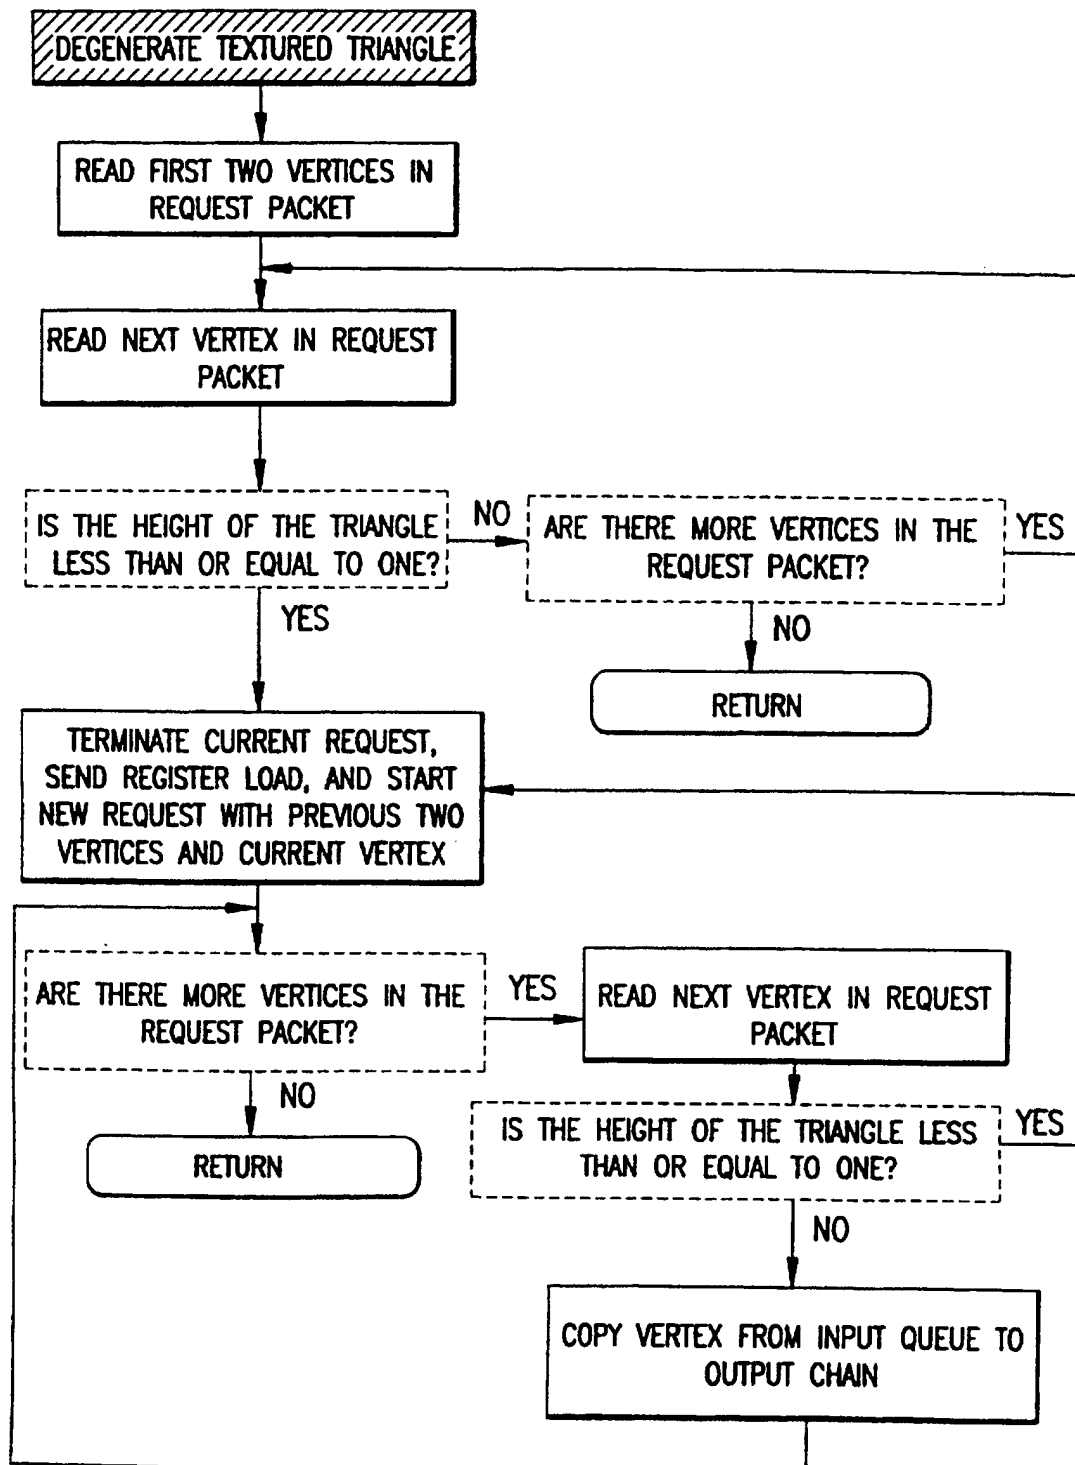 DEGENERATE TEXTURED TRIANGLE
READ FIRST TWO VERTICES IN
REQUEST PACKET
READ NEXT VERTEX IN REQUEST
PACKET
IS THE HEIGHT OF THE TRIANGLE
LESS THAN OR EQUAL TO ONE?
NO
ARE THERE MORE VERTICES IN THE
REQUEST PACKET?
YES
YES
NO
RETURN
TERMINATE CURRENT REQUEST,
SEND REGISTER LOAD, AND START
NEW REQUEST WITH PREVIOUS TWO
VERTICES AND CURRENT VERTEX
ARE THERE MORE VERTICES IN THE
REQUEST PACKET?
YES
READ NEXT VERTEX IN REQUEST
PACKET
NO
RETURN
IS THE HEIGHT OF THE TRIANGLE LESS
THAN OR EQUAL TO ONE?
YES
NO
COPY VERTEX FROM INPUT QUEUE TO
OUTPUT CHAIN